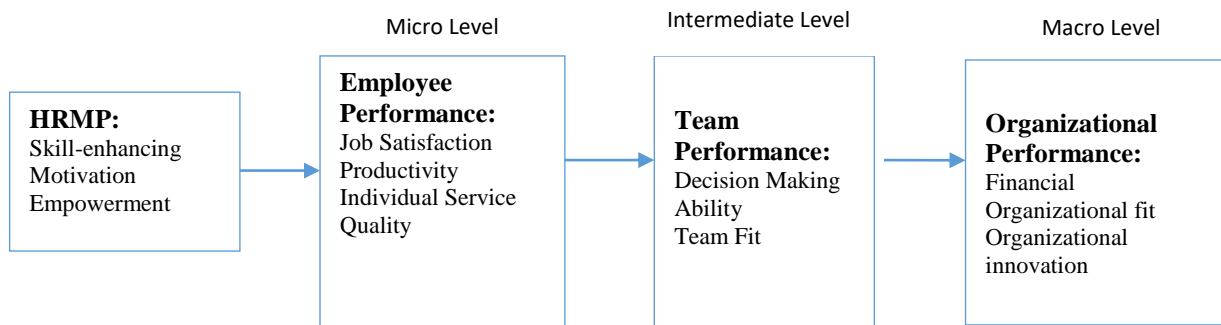 Micro Level
Intermediate Level
Macro Level
HRMP:
Skill-enhancing
Motivation
Empowerment
Employee
Performance:
Job Satisfaction
Productivity
Individual Service
Quality
Team
Performance:
Decision Making
Ability
Team Fit
Organizational
Performance:
Financial
Organizational fit
Organizational
innovation